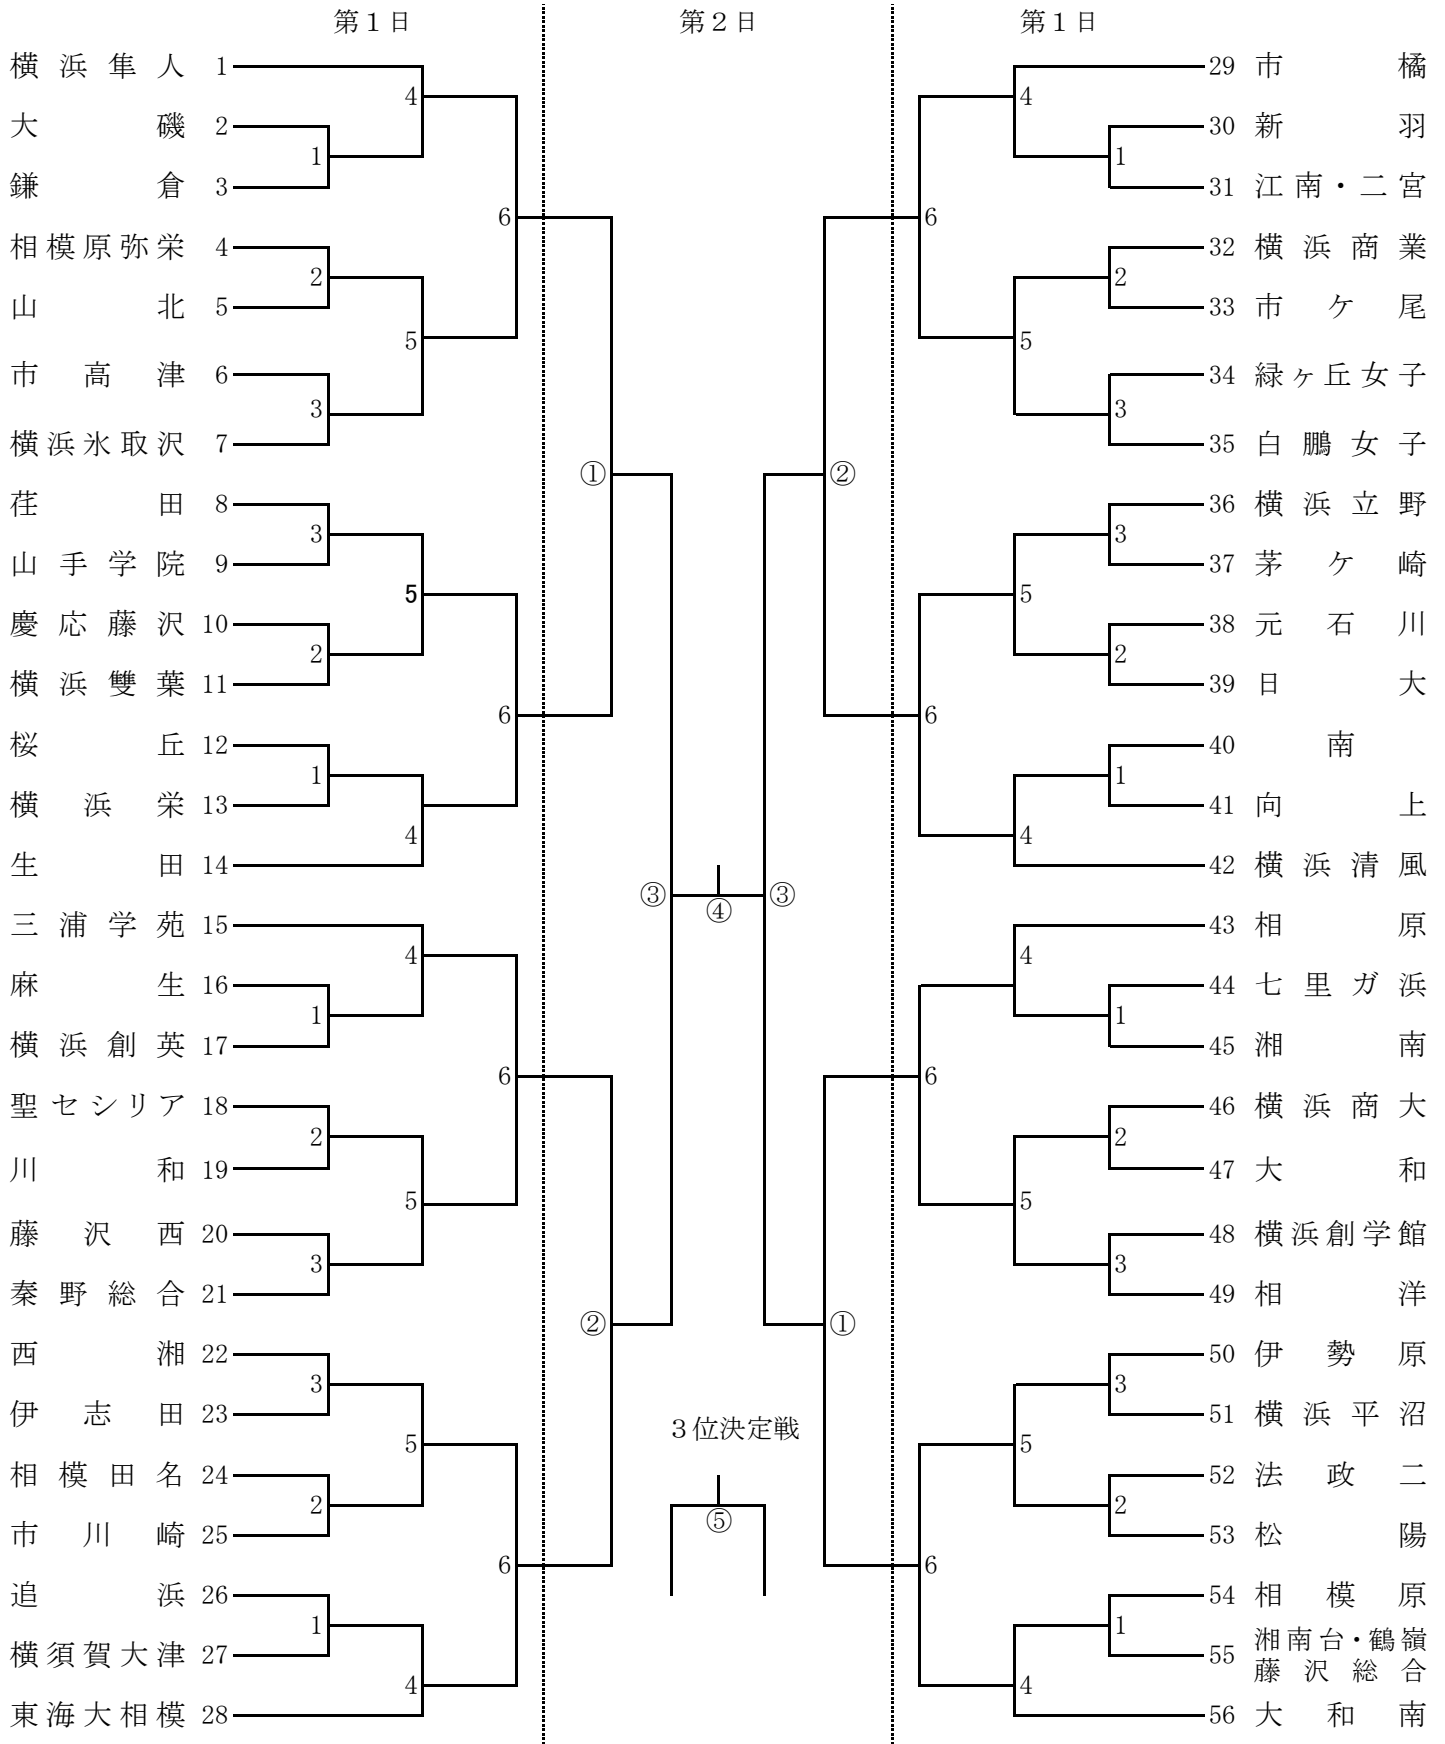 第1日 第2日 第1日
横浜隼人 1 29 市橘
4 4
大磯 2 30 新羽
1 1
鎌倉 3 31 江南・二宮
6 6
相模原弥栄 4 32 横浜商業
2 2
山北 5 33 市ケ尾
5 5
市高津 6 34 緑ヶ丘女子
3 3
横浜氷取沢 7 35 白鵬女子
① ②
荏田 8 36 横浜立野
3 3
山手学院 9 37 茅ケ崎
5 5
慶応藤沢 10 38 元石川
2 2
横浜雙葉 11 39 日大
6 6
桜丘 12 40 南
1 1
横浜栄 13 41 向上
4 4
生田 14 42 横浜清風
③ ④ ③
三浦学苑 15 43 相原
4 4
麻生 16 44 七里ガ浜
1 1
横浜創英 17 45 湘南
6 6
聖セシリア 18 46 横浜商大
2 2
川和 19 47 大和
5 5
藤沢西 20 48 横浜創学館
3 3
秦野総合 21 49 相洋
② ①
西湘 22 50 伊勢原
3 3
伊志田 23 51 横浜平沼
5 3位決定戦 5
相模田名 24 52 法政二
2 ⑤ 2
市川崎 25 53 松陽
6 6
追浜 26 54 相模原
1 1
横須賀大津 27 55 湘南台・鶴嶺
藤沢総合
4 4
東海大相模 28 56 大和南